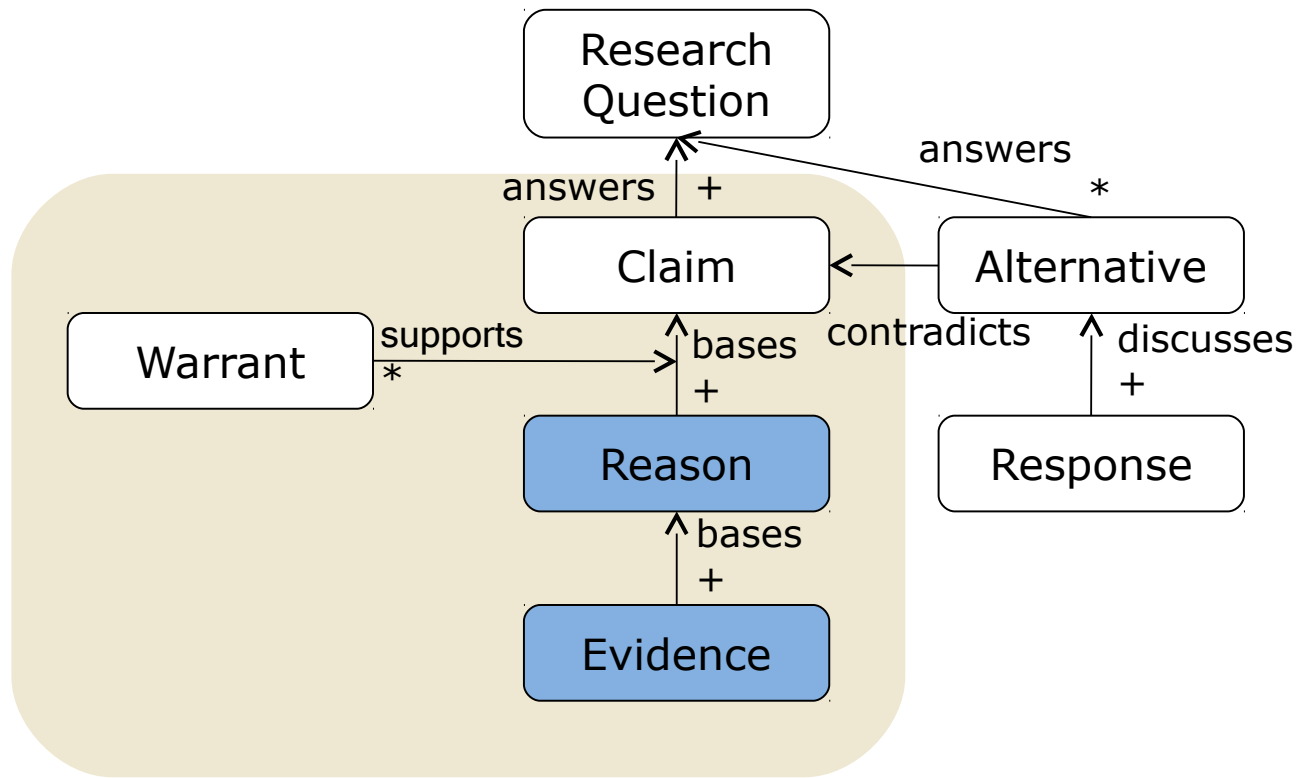 Research
Question
answers
*
answers
+
Claim
Alternative
supports
*
bases
+
contradicts
discusses
+
Warrant
Reason
Response
bases
+
Evidence